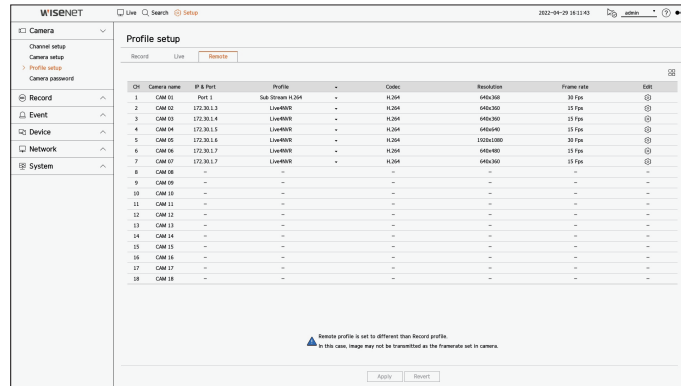 WISENET Live Search Setup 2022-04-29 16:11:43 admin
Camera
Channel setup
Camera setup
> Profile setup
Camera password
Record
Event
Device
Network
System
Profile setup
Record Live Remote
CH Camera name IP & Port Profile Codec Resolution Frame rate Edit
1 CAM 01 Port 1 Sub Stream H.264 H.264 640x368 30 Fps
2 CAM 02 172.30.1.3 Live4NVR H.264 640x360 15 Fps
3 CAM 03 172.30.1.4 Live4NVR H.264 640x360 15 Fps
4 CAM 04 172.30.1.5 Live4NVR H.264 640x640 15 Fps
5 CAM 05 172.30.1.6 Live4NVR H.264 1920x1080 30 Fps
6 CAM 06 172.30.1.7 Live4NVR H.264 640x480 15 Fps
7 CAM 07 172.30.1.7 Live4NVR H.264 640x360 15 Fps
8 CAM 08 – – – – – –
9 CAM 09 – – – – – –
10 CAM 10 – – – – – –
11 CAM 11 – – – – – –
12 CAM 12 – – – – – –
13 CAM 13 – – – – – –
14 CAM 14 – – – – – –
15 CAM 15 – – – – – –
16 CAM 16 – – – – – –
17 CAM 17 – – – – – –
18 CAM 18 – – – – – –
Remote profile is set to different than Record profile.
In this case, image may not be transmitted as the framerate set in camera.
Apply Revert